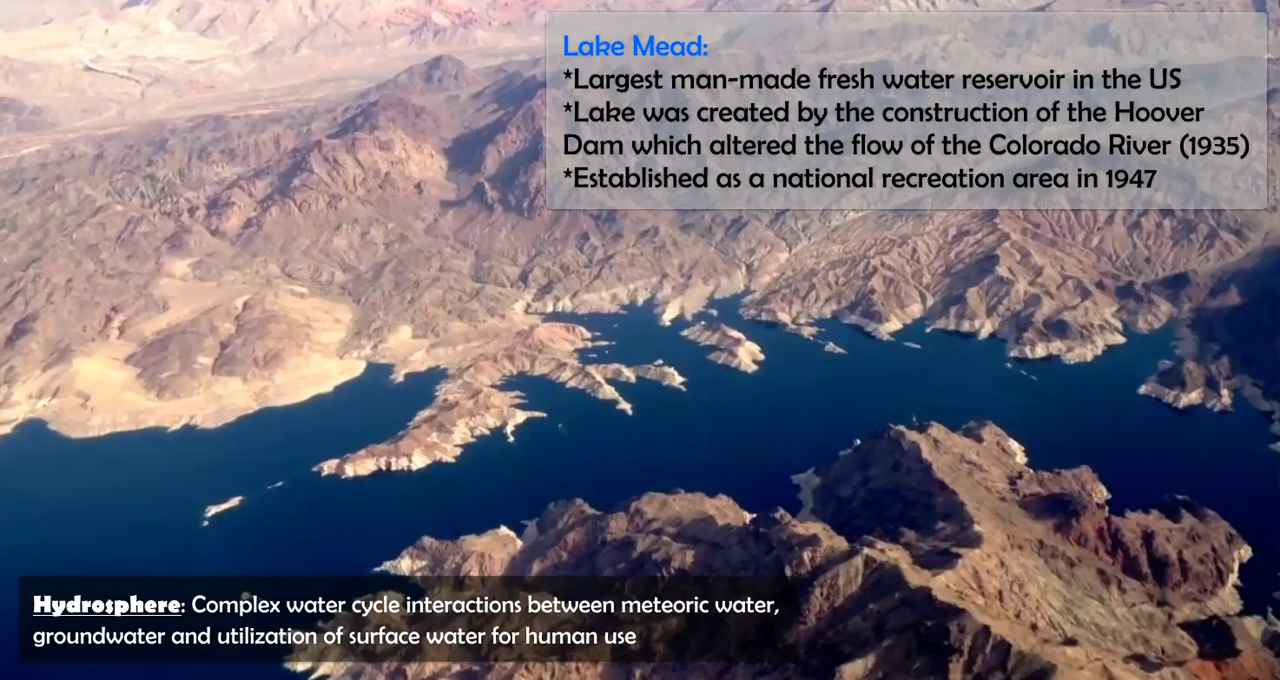 Lake Mead:
*Largest man-made fresh water reservoir in the US
*Lake was created by the construction of the Hoover
Dam which altered the flow of the Colorado River (1935)
*Established as a national recreation area in 1947
Hydrosphere: Complex water cycle interactions between meteoric water,
groundwater and utilization of surface water for human use